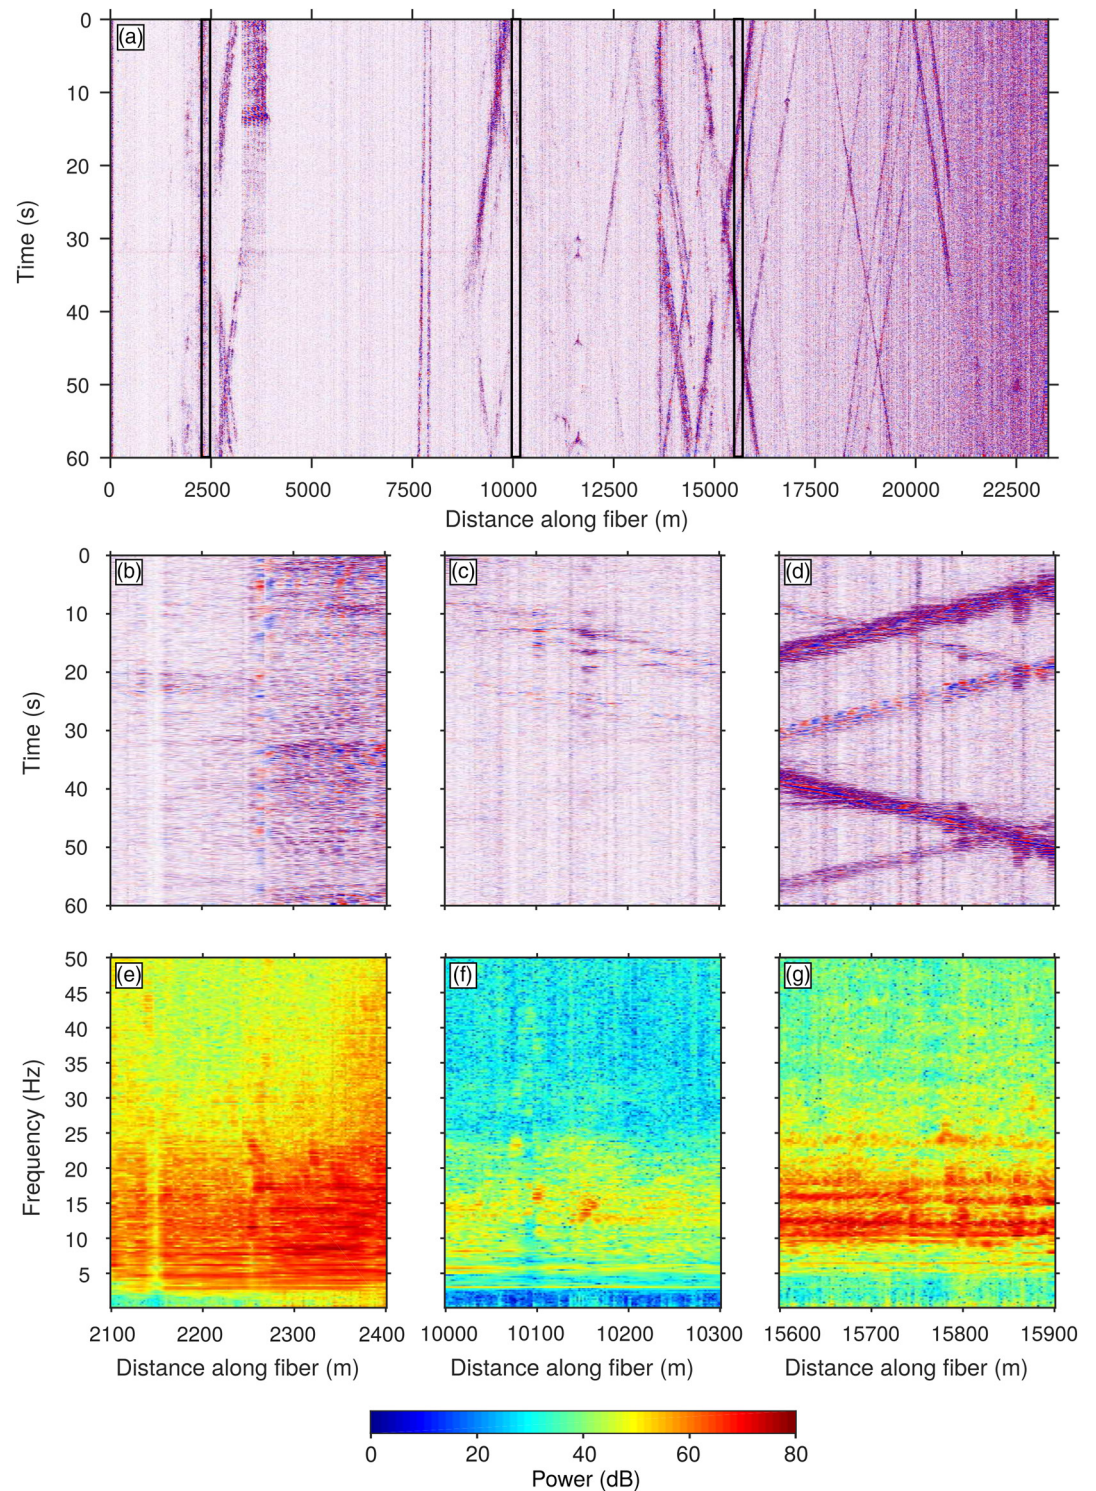 (a)
0
10
20
30
40
50
60
Time (s)
0 2500 5000 7500 10000 12500 15000 17500 20000 22500
Distance along fiber (m)
(b) (c) (d)
0
10
20
30
40
50
60
Time (s)
(e) (f) (g)
50
45
40
35
30
25
20
15
10
5
Frequency (Hz)
2100 2200 2300 2400 10000 10100 10200 10300 15600 15700 15800 15900
Distance along fiber (m) Distance along fiber (m) Distance along fiber (m)
0 20 40 60 80
Power (dB)